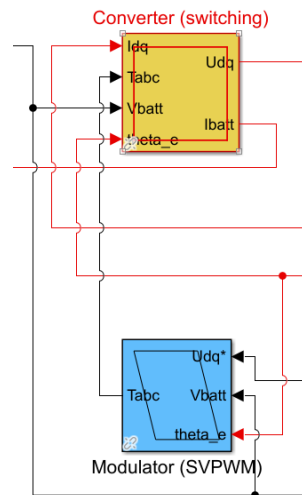 Converter (switching)
Idq
Udq
Tabc
Vbatt
Ibatt
theta_e
Udq*
Tabc
Vbatt
theta_e
Modulator (SVPWM)